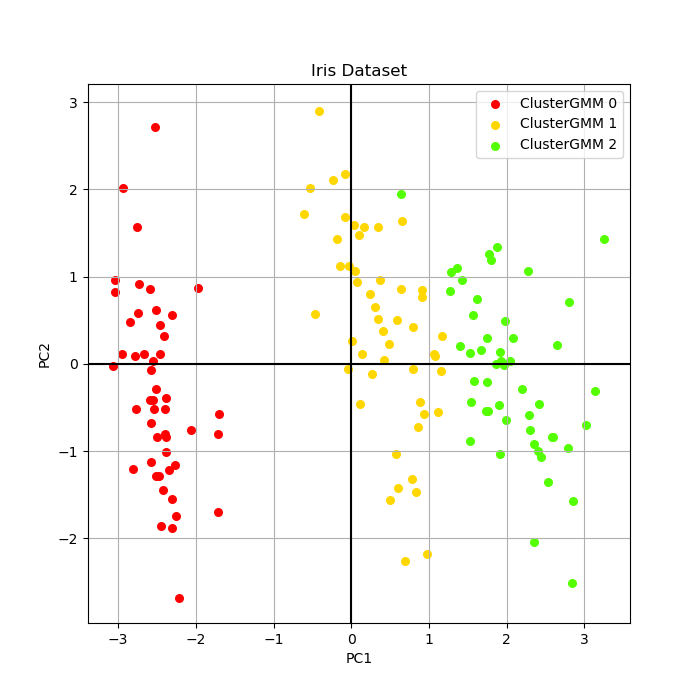 Iris Dataset
ClusterGMM 0
ClusterGMM 1
ClusterGMM 2
3
2
1
0
−1
−2
PC2
−3
−2
−1
0
1
2
3
PC1